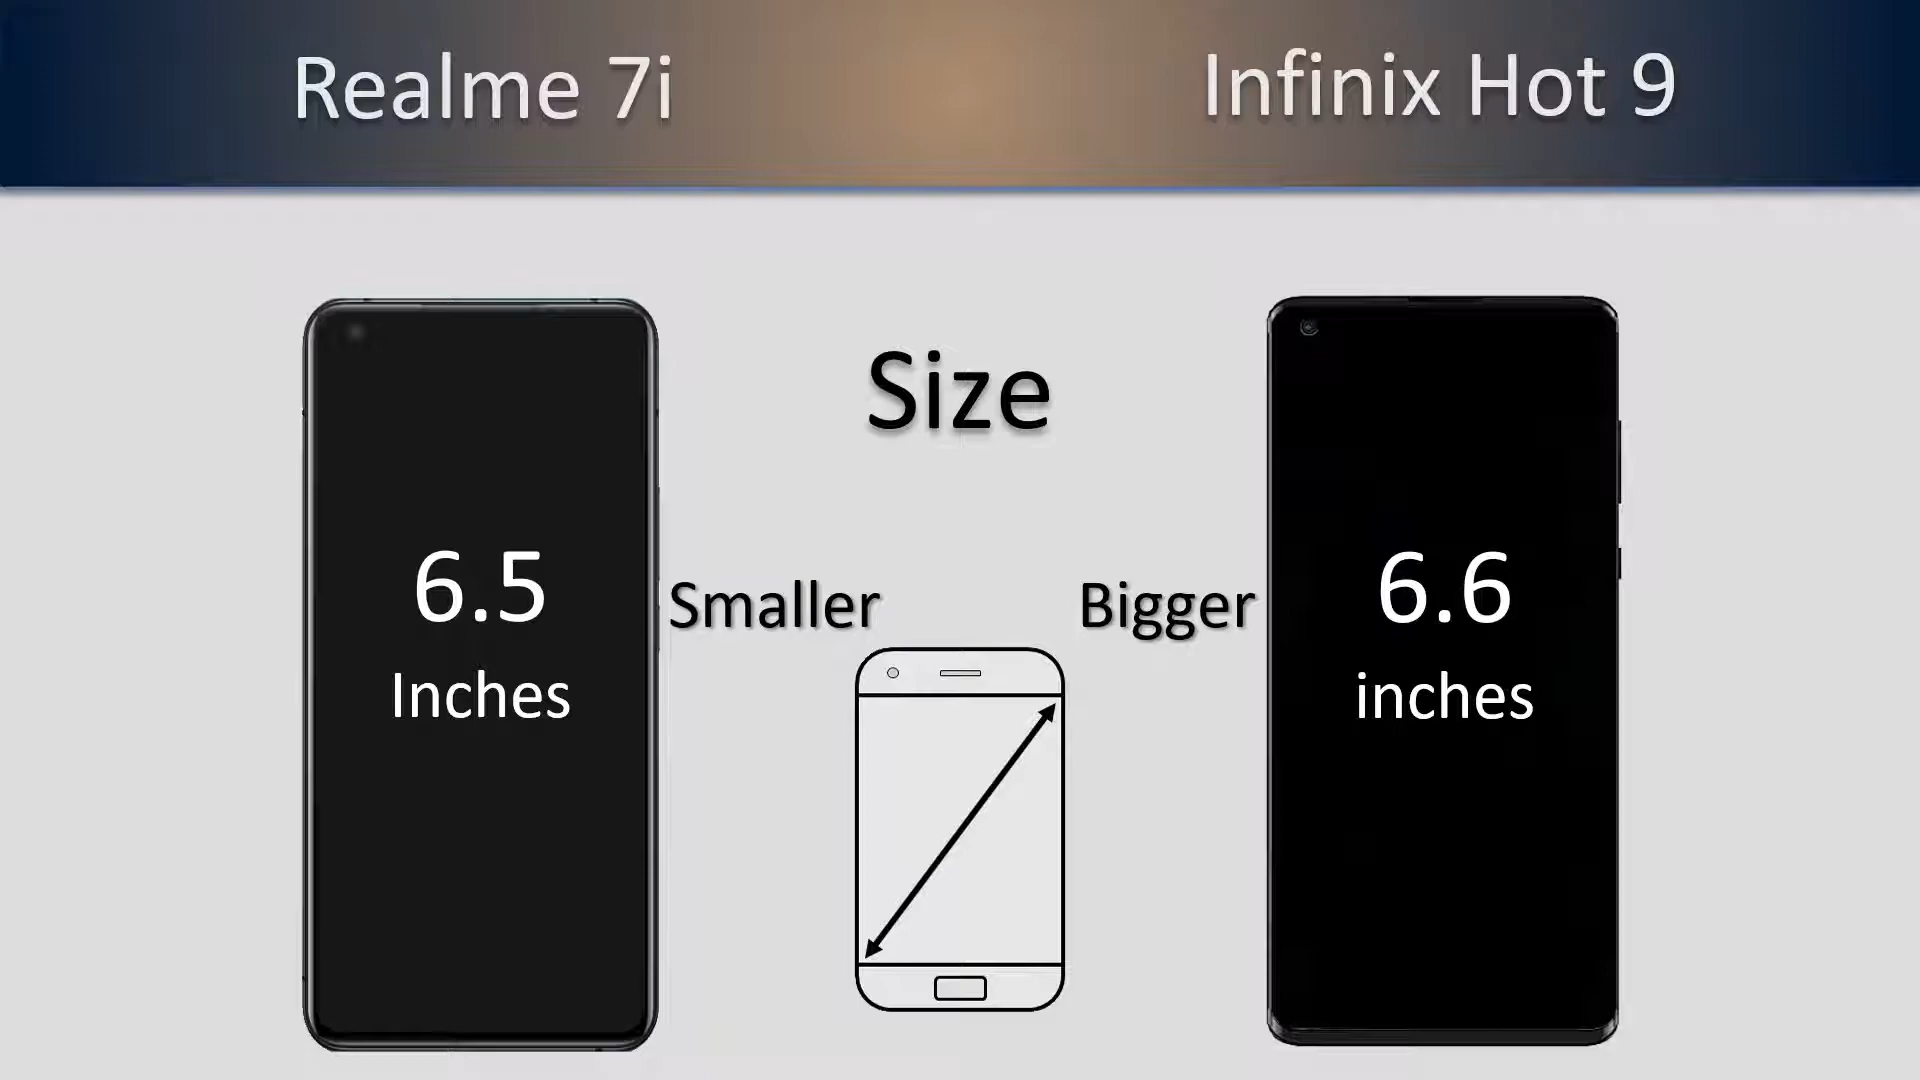 Realme 7i
Infinix Hot 9
Size
6.5
Inches
Smaller
Bigger
6.6
inches